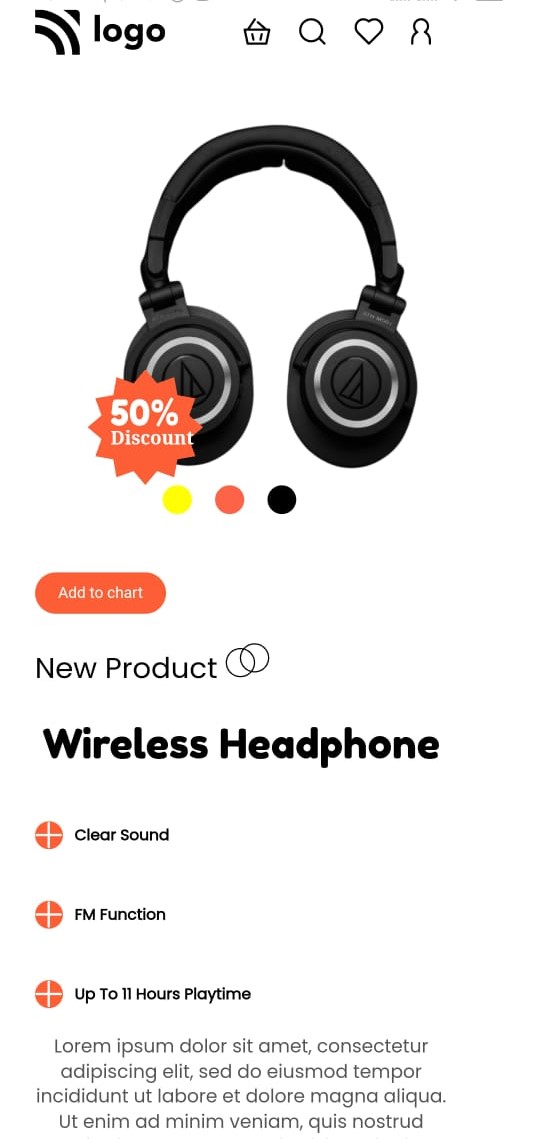 logo
50%
Discount
Add to chart
New Product
Wireless Headphone
Clear Sound
FM Function
Up To 11 Hours Playtime
Lorem ipsum dolor sit amet, consectetur
adipiscing elit, sed do eiusmod tempor
incididunt ut labore et dolore magna aliqua.
Ut enim ad minim veniam, quis nostrud